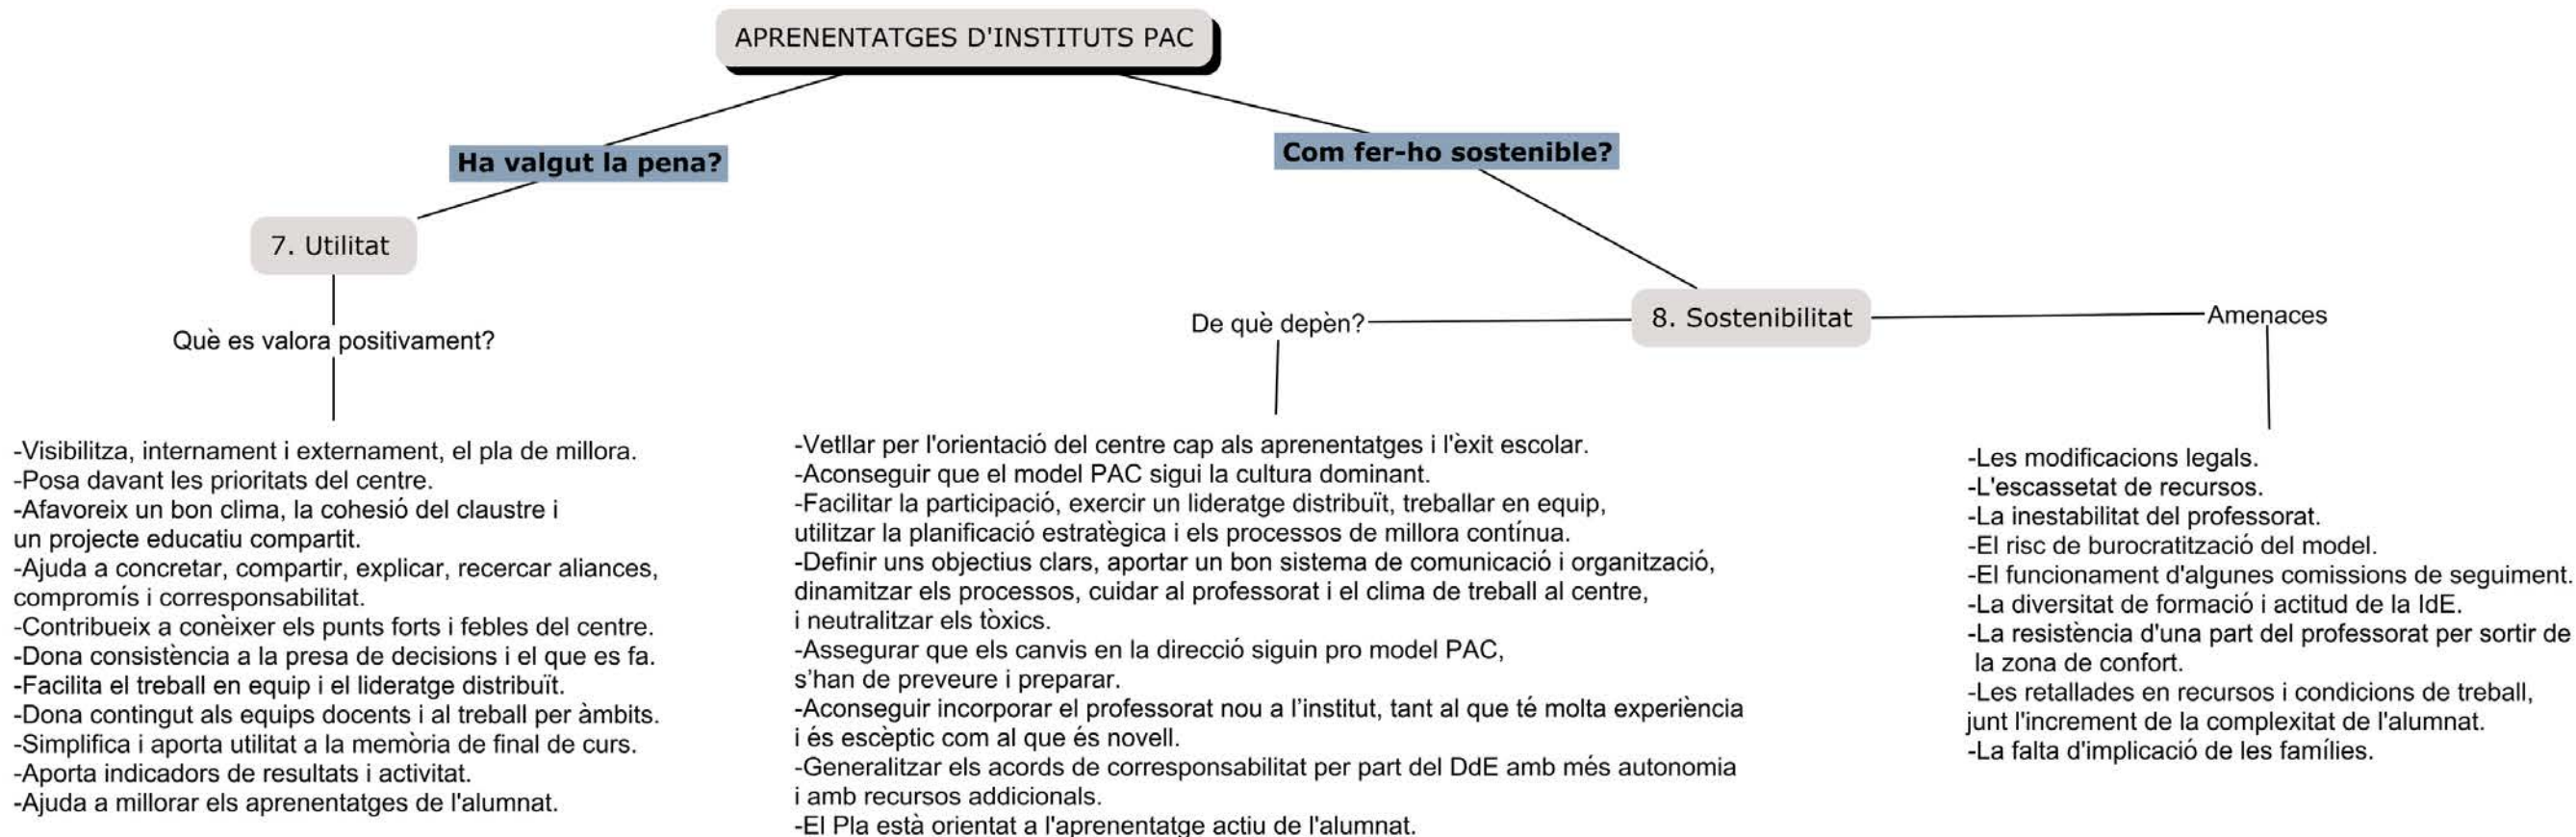 APRENENTATGES D'INSTITUTS PAC
Ha valgut la pena?
Com fer-ho sostenible?
7. Utilitat
Què es valora positivament?
-Visibilitza, internament i externament, el pla de millora.
-Posa davant les prioritats del centre.
-Afavoreix un bon clima, la cohesió del claustre i
un projecte educatiu compartit.
-Ajuda a concretar, compartir, explicar, recercar aliances,
compromís i corresponsabilitat.
-Contribueix a conèixer els punts forts i febles del centre.
-Dona consistència a la presa de decisions i el que es fa.
-Facilita el treball en equip i el lideratge distribuït.
-Dona contingut als equips docents i al treball per àmbits.
-Simplifica i aporta utilitat a la memòria de final de curs.
-Aporta indicadors de resultats i activitat.
-Ajuda a millorar els aprenentatges de l'alumnat.
8. Sostenibilitat
De què depèn?
-Vetllar per l'orientació del centre cap als aprenentatges i l'èxit escolar.
-Aconseguir que el model PAC sigui la cultura dominant.
-Facilitar la participació, exercir un lideratge distribuït, treballar en equip,
utilitzar la planificació estratègica i els processos de millora contínua.
-Definir uns objectius clars, aportar un bon sistema de comunicació i organització,
dinamitzar els processos, cuidar al professorat i el clima de treball al centre,
i neutralitzar els tòxics.
-Assegurar que els canvis en la direcció siguin pro model PAC,
s'han de preveure i preparar.
-Aconseguir incorporar el professorat nou a l'institut, tant al que té molta experiència
i és escèptic com al que és novell.
-Generalitzar els acords de corresponsabilitat per part del DdE amb més autonomia
i amb recursos addicionals.
-El Pla està orientat a l'aprenentatge actiu de l'alumnat.
Amenaces
-Les modificacions legals.
-L'escassetat de recursos.
-La inestabilitat del professorat.
-El risc de burocratització del model.
-El funcionament d'algunes comissions de seguiment.
-La diversitat de formació i actitud de la IdE.
-La resistència d'una part del professorat per sortir de
la zona de confort.
-Les retallades en recursos i condicions de treball,
junt l'increment de la complexitat de l'alumnat.
-La falta d'implicació de les famílies.